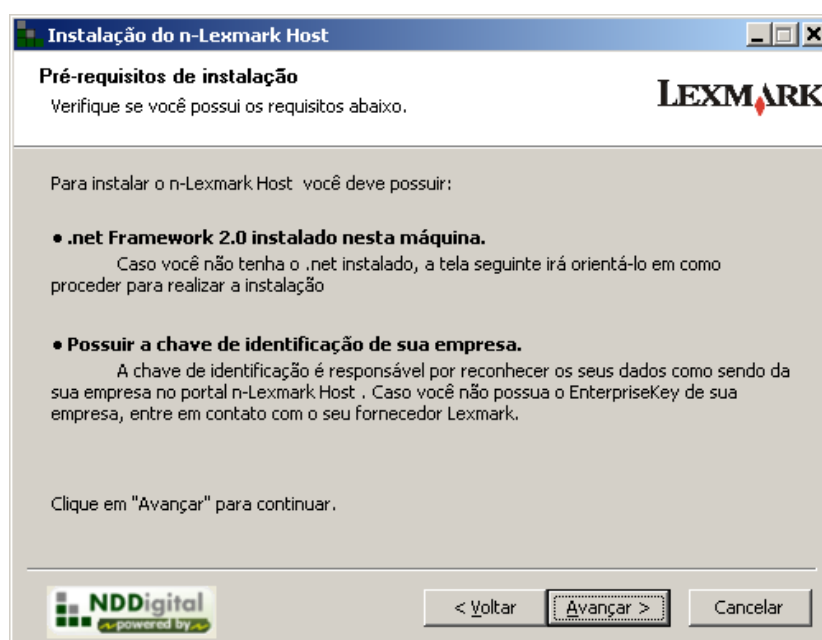 Instalação do n-Lexmark Host
Pré-requisitos de instalação
Verifique se você possui os requisitos abaixo.
LEXMARK
Para instalar o n-Lexmark Host  você deve possuir:
• .net Framework 2.0 instalado nesta máquina.
Caso você não tenha o .net instalado, a tela seguinte irá orientá-lo em como
proceder para realizar a instalação
• Possuir a chave de identificação de sua empresa.
A chave de identificação é responsável por reconhecer os seus dados como sendo da
sua empresa no portal n-Lexmark Host . Caso você não possua o EnterpriseKey de sua
empresa, entre em contato com o seu fornecedor Lexmark.
Clique em "Avançar" para continuar.
NDDigital
powered by
< Voltar
Avançar >
Cancelar